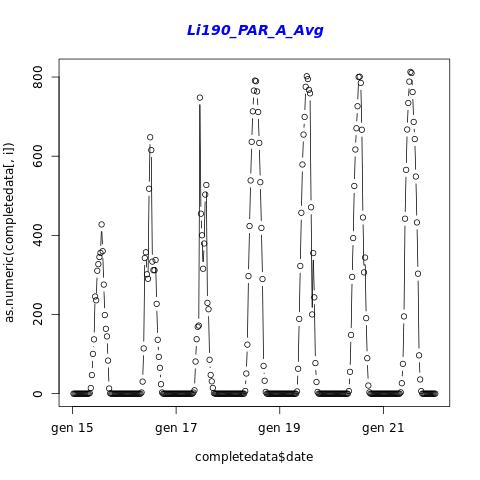 Li190_PAR_A_Avg
as.numeric(completedata[, i])
800
600
400
200
0
gen 15
gen 17
gen 19
gen 21
completedata$date